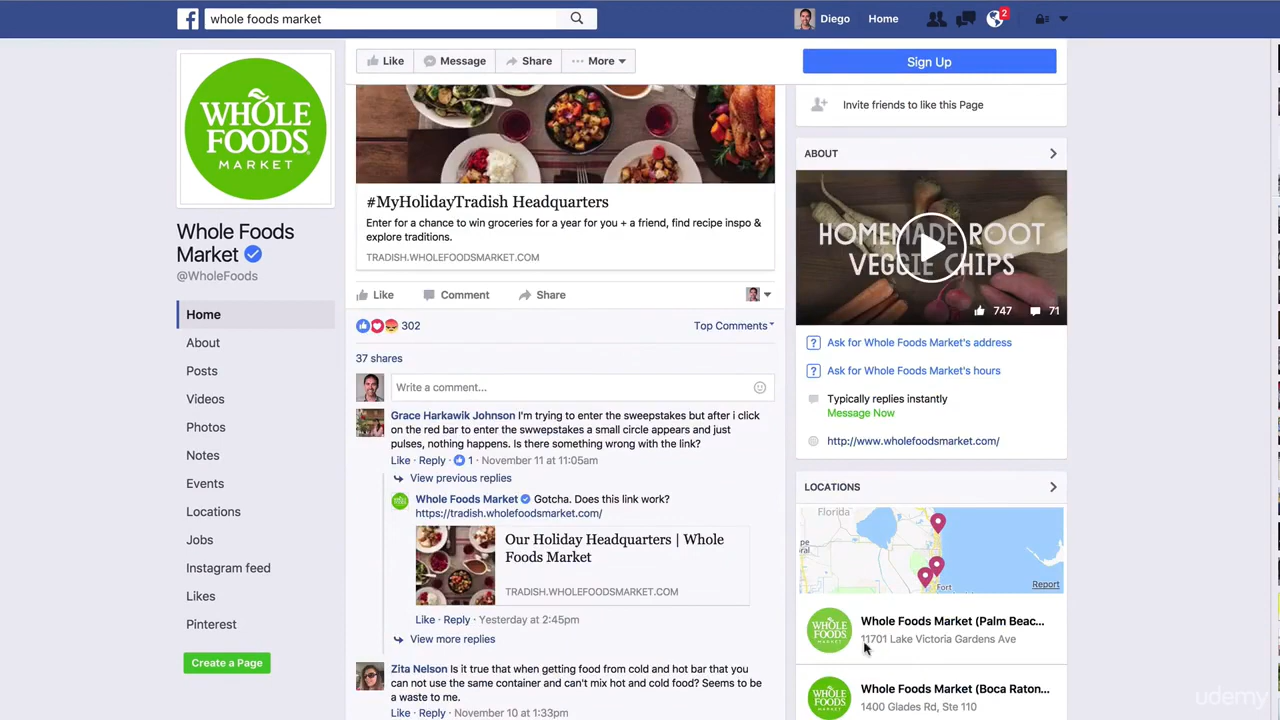 whole foods market
Diego
Home
2
WHOLE
FOODS
MARKET
Whole Foods
Market
@WholeFoods
Home
About
Posts
Videos
Photos
Notes
Events
Locations
Jobs
Instagram feed
Likes
Pinterest
Create a Page
Like
Message
Share
More
#MyHolidayTradish Headquarters
Enter for a chance to win groceries for a year for you + a friend, find recipe inspo &
explore traditions.
TRADISH.WHOLEFOODSMARKET.COM
Like
Comment
Share
302
Top Comments
37 shares
Write a comment...
Grace Harkawik Johnson I'm trying to enter the sweepstakes but after i click
on the red bar to enter the swwepstakes a small circle appears and just
pulses, nothing happens. Is there something wrong with the link?
Like · Reply · 1 · November 11 at 11:05am
View previous replies
Whole Foods Market Gotcha. Does this link work?
https://tradish.wholefoodsmarket.com/
Our Holiday Headquarters | Whole
Foods Market
TRADISH.WHOLEFOODSMARKET.COM
Like · Reply · Yesterday at 2:45pm
View more replies
Zita Nelson Is it true that when getting food from cold and hot bar that you
can not use the same container and can't mix hot and cold food? Seems to be
a waste to me.
Like · Reply · November 10 at 1:33pm
Sign Up
Invite friends to like this Page
ABOUT
HOMEMADE ROOT
VEGGIE CHIPS
747
71
Ask for Whole Foods Market's address
Ask for Whole Foods Market's hours
Typically replies instantly
Message Now
http://www.wholefoodsmarket.com/
LOCATIONS
Florida
Fort
Report
WHOLE
FOODS
Whole Foods Market (Palm Beac...
11701 Lake Victoria Gardens Ave
WHOLE
FOODS
Whole Foods Market (Boca Raton...
1400 Glades Rd, Ste 110
udemy